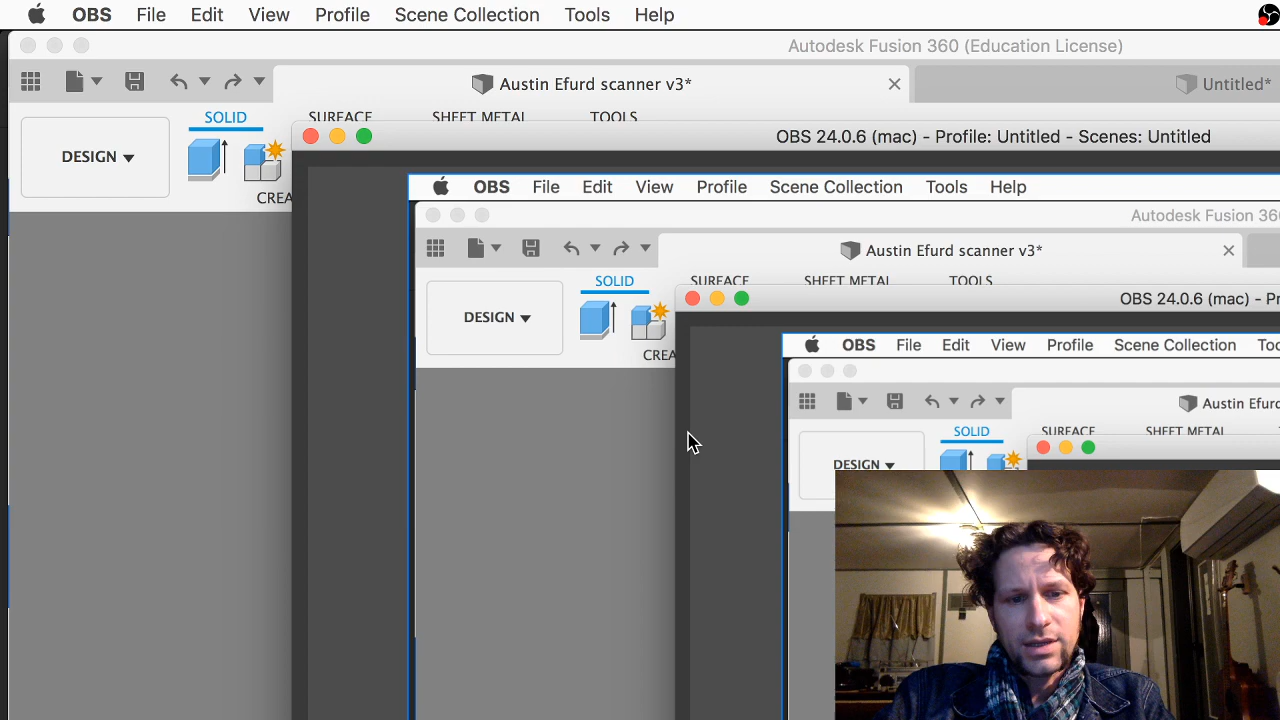 OBS File Edit View Profile Scene Collection Tools Help
Autodesk Fusion 360 (Education License)
Austin Efurd scanner v3*
Untitled*
SOLID SURFACE SHEET METAL TOOLS
DESIGN
CREA
OBS 24.0.6 (mac) - Profile: Untitled - Scenes: Untitled
OBS File Edit View Profile Scene Collection Tools Help
Autodesk Fusion 36
Austin Efurd scanner v3*
SOLID SURFACE SHEET METAL TOOLS
DESIGN
CREA
OBS 24.0.6 (mac) - Pr
OBS File Edit View Profile Scene Collection Too
Austin Efurd
SOLID SURFACE SHEET METAL
DESIGN